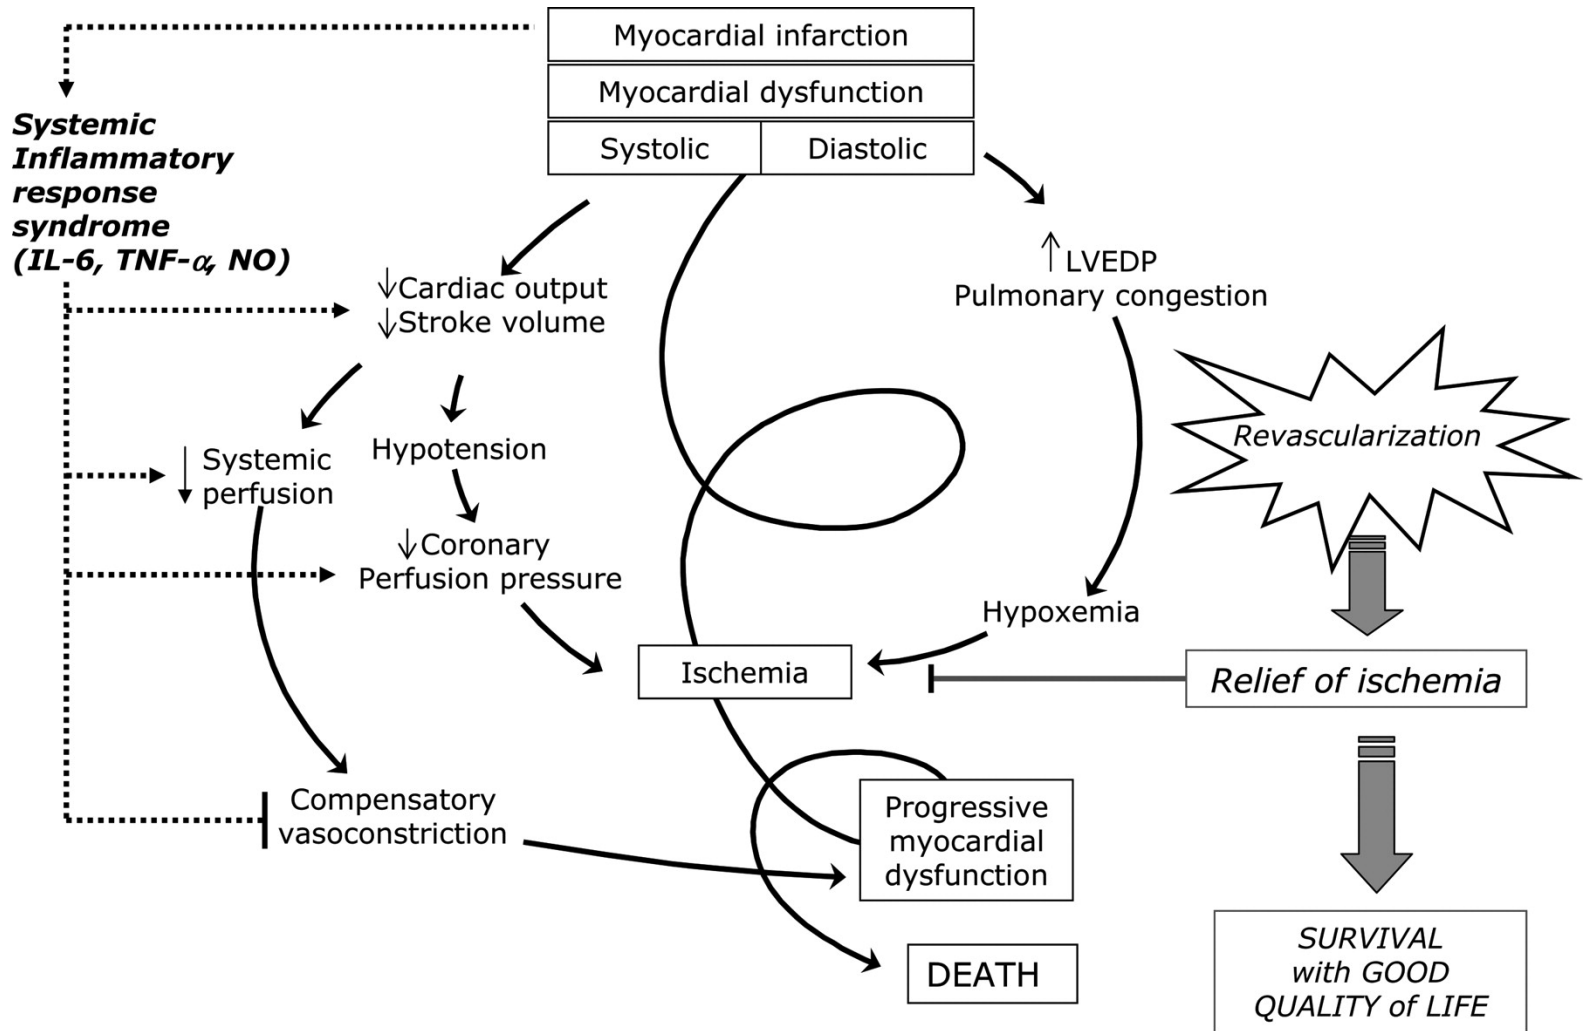 Myocardial infarction
Myocardial dysfunction
Systolic
Diastolic
Systemic
Inflammatory
response
syndrome
(IL-6, TNF-α, NO)
↓Cardiac output
↓Stroke volume
↑LVEDP
Pulmonary congestion
↓ Systemic
perfusion
Hypotension
↓Coronary
Perfusion pressure
Revascularization
Hypoxemia
Ischemia
Relief of ischemia
Compensatory
vasoconstriction
Progressive
myocardial
dysfunction
DEATH
SURVIVAL
with GOOD
QUALITY of LIFE